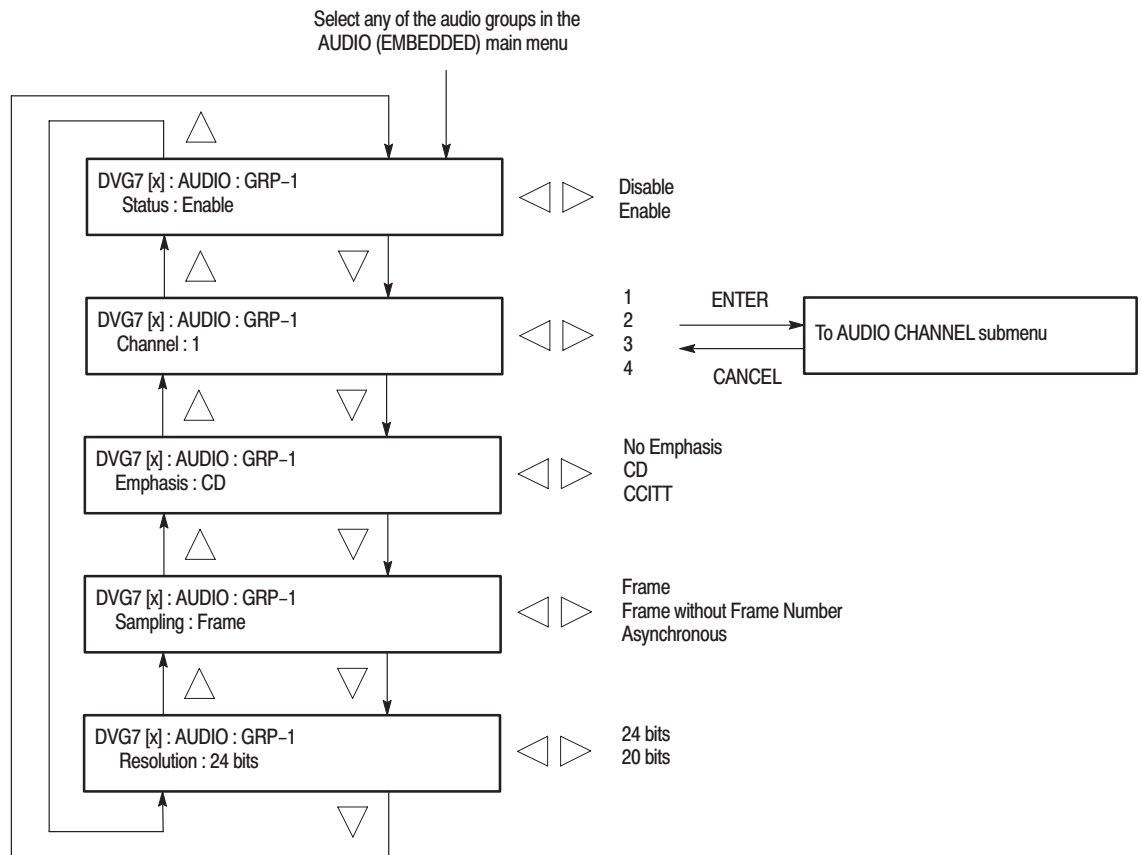 Select any of the audio groups in the
AUDIO (EMBEDDED) main menu
DVG7 [x] : AUDIO : GRP–1
Status : Enable
Disable
Enable
DVG7 [x] : AUDIO : GRP–1
Channel : 1
1
2
3
4
ENTER
CANCEL
To AUDIO CHANNEL submenu
DVG7 [x] : AUDIO : GRP–1
Emphasis : CD
No Emphasis
CD
CCITT
DVG7 [x] : AUDIO : GRP–1
Sampling : Frame
Frame
Frame without Frame Number
Asynchronous
DVG7 [x] : AUDIO : GRP–1
Resolution : 24 bits
24 bits
20 bits